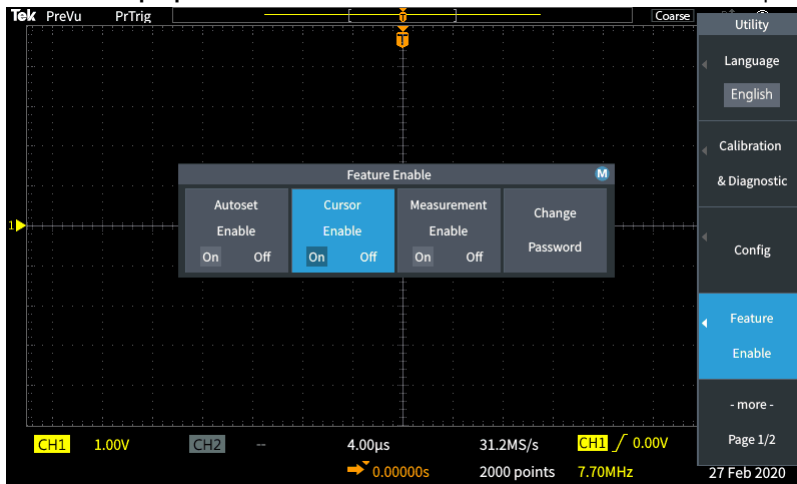 Tek PreVu PrTrig [ ] Coarse
T
Utility
Language
English
Calibration
& Diagnostic
Config
Feature
Enable
- more -
Page 1/2
Feature Enable M
Autoset
Enable
On Off
Cursor
Enable
On Off
Measurement
Enable
On Off
Change
Password
1
CH1 1.00V CH2 -- 4.00µs 31.2MS/s CH1 0.00V
0.00000s 2000 points 7.70MHz 27 Feb 2020